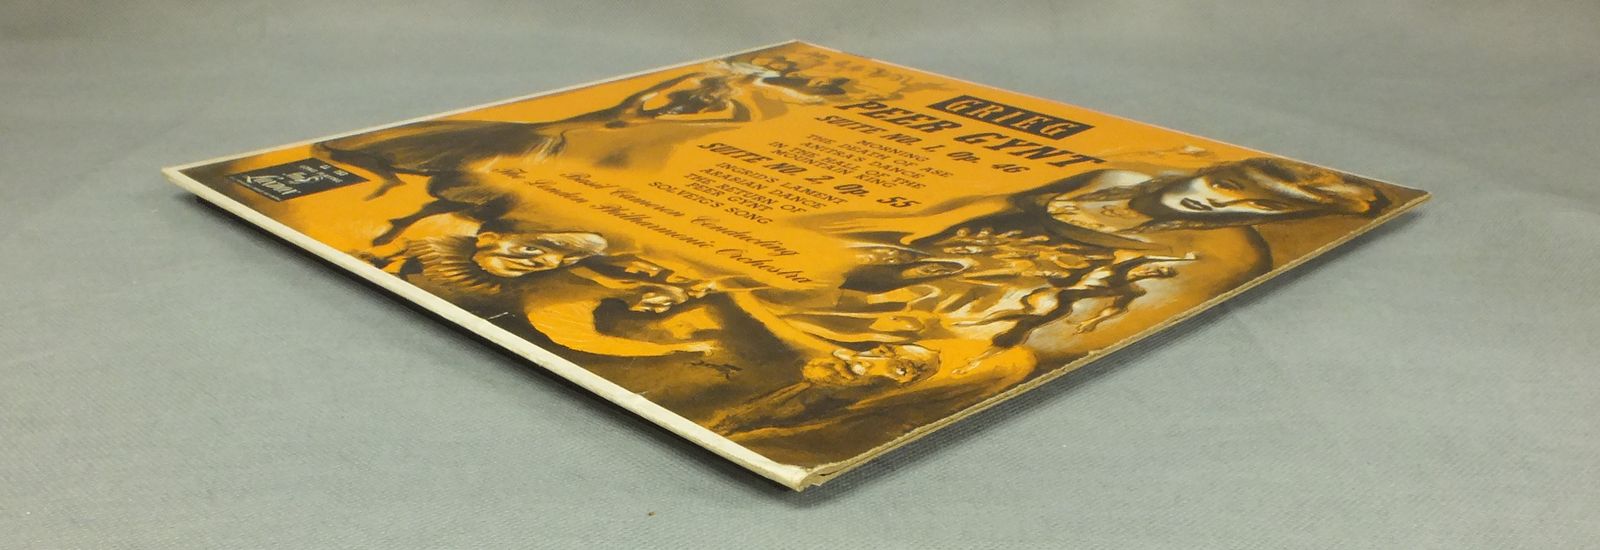 GRIEG
PEER GYNT
SUITE NO. 1, Op. 46
MORNING
THE DEATH OF ASE
ANITRA'S DANCE
IN THE HALL OF THE
MOUNTAIN KING
SUITE NO. 2, Op. 55
INGRID'S LAMENT
ARABIAN DANCE
THE RETURN OF
PEER GYNT
SOLVEIG'S SONG
Basil Cameron Conducting
The London Philharmonic Orchestra